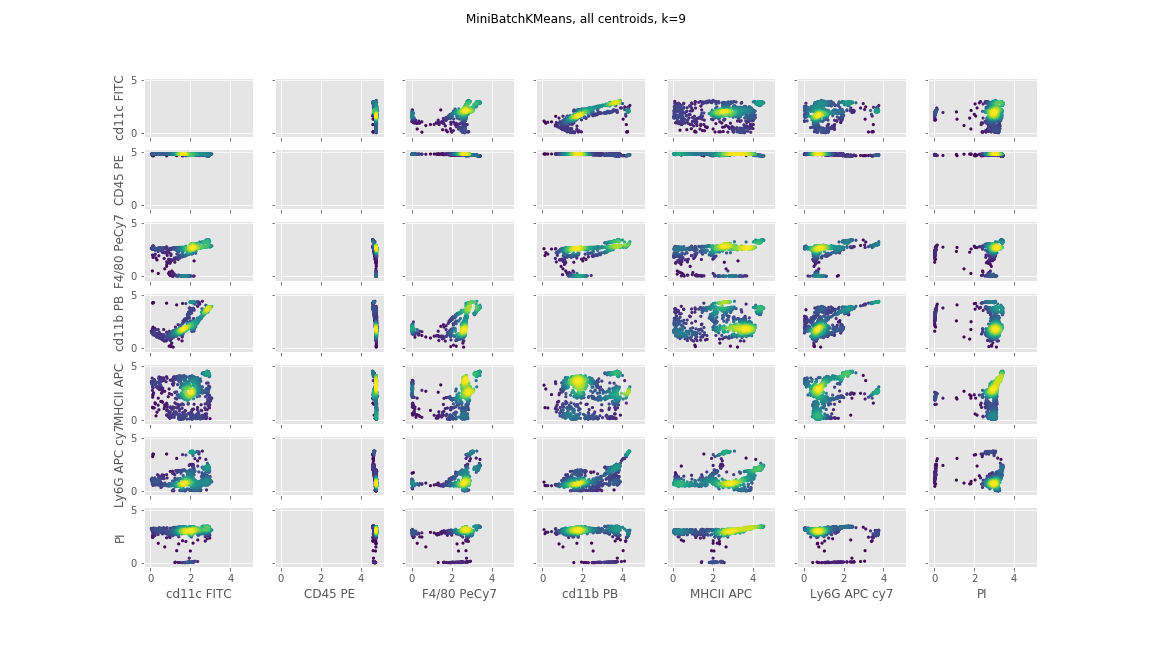 MiniBatchKMeans, all centroids, k=9
cd11c FITC
5
0
CD45 PE
5
0
F4/80 PeCy7
5
0
cd11b PB
5
0
MHCII APC
5
0
Ly6G APC cy7
5
0
PI
5
0
0 2 4 0 2 4 0 2 4 0 2 4 0 2 4 0 2 4 0 2 4
cd11c FITC CD45 PE F4/80 PeCy7 cd11b PB MHCII APC Ly6G APC cy7 PI